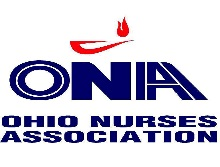 ONA
OHIO NURSES
ASSOCIATION